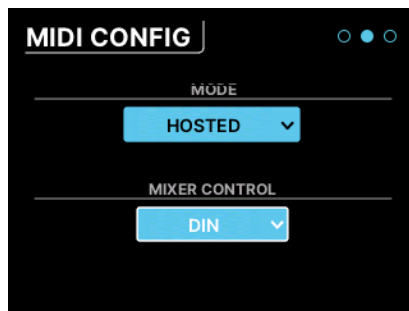 MIDI CONFIG
MODE
HOSTED
MIXER CONTROL
DIN